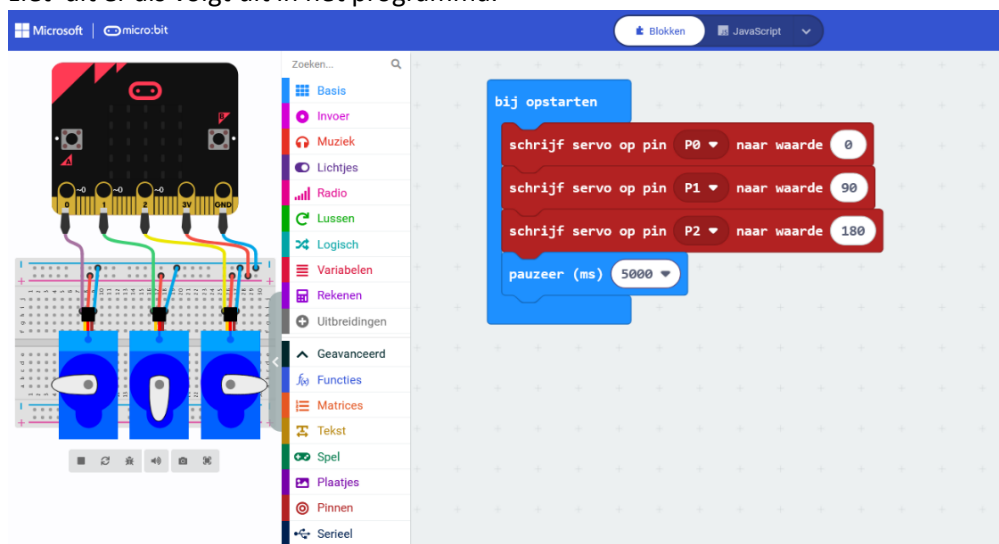 Microsoft micro:bit Blokken JavaScript
Zoeken...
Basis
Invoer
Muziek
Lichtjes
Radio
Lussen
Logisch
Variabelen
Rekenen
Uitbreidingen
Geavanceerd
Functies
Matrices
Tekst
Spel
Plaatjes
Pinnen
Serieel
B
A
~0 ~0
0 1 2 3V GND
bij opstarten
schrijf servo op pin P0 naar waarde 0
schrijf servo op pin P1 naar waarde 90
schrijf servo op pin P2 naar waarde 180
pauzeer (ms) 5000